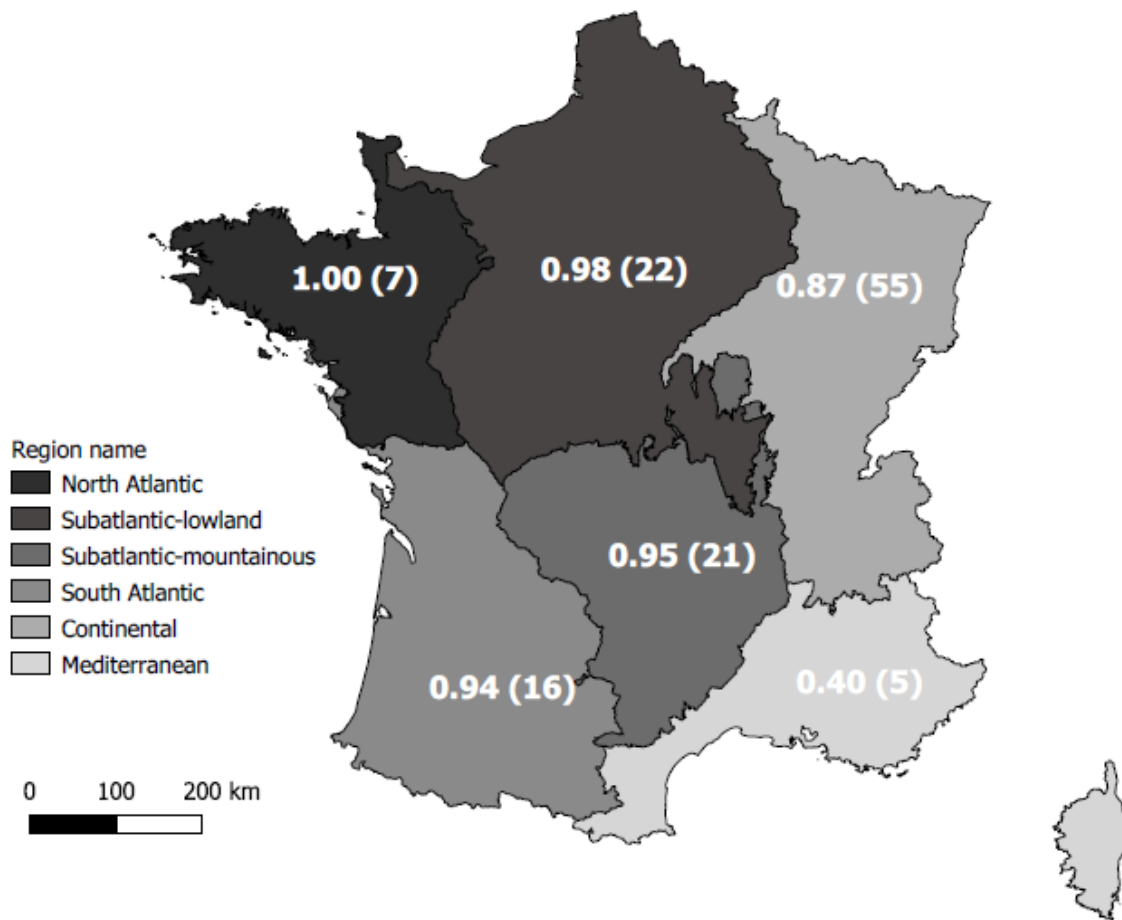 1.00 (7)
0.98 (22)
0.87 (55)
0.95 (21)
0.94 (16)
0.40 (5)
Region name
North Atlantic
Subatlantic-lowland
Subatlantic-mountainous
South Atlantic
Continental
Mediterranean
0 100 200 km